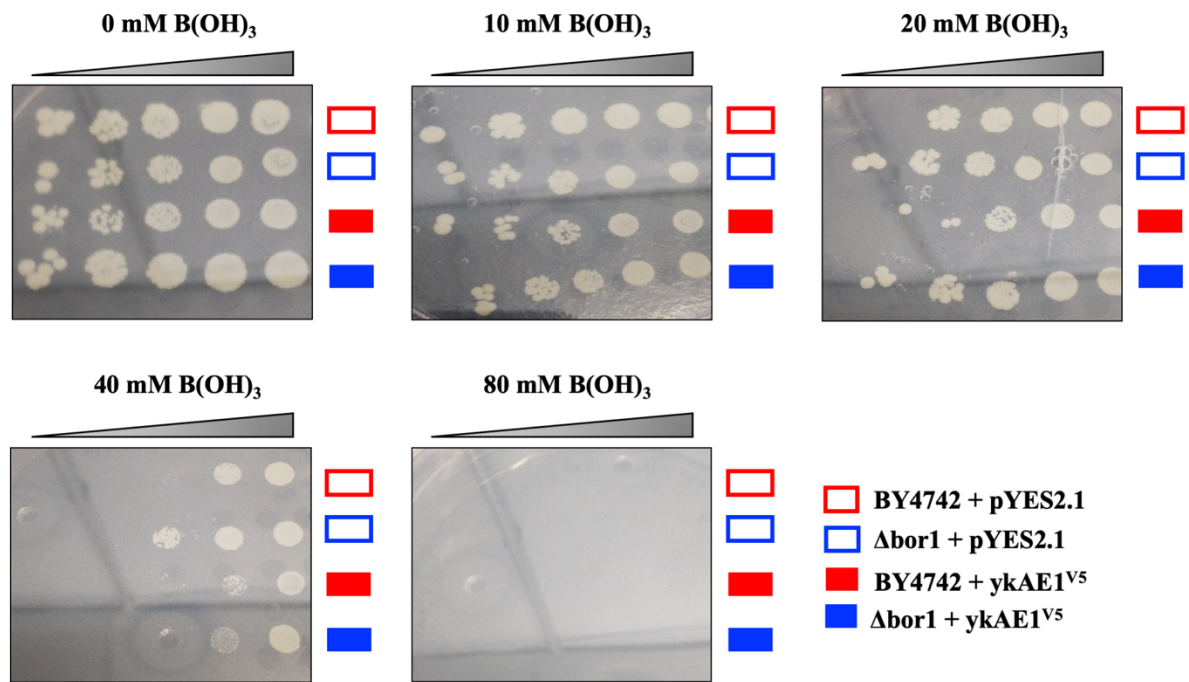 0 mM B(OH)₃
10 mM B(OH)₃
20 mM B(OH)₃
40 mM B(OH)₃
80 mM B(OH)₃
BY4742 + pYES2.1
Δbor1 + pYES2.1
BY4742 + ykAE1ⱽ⁵
Δbor1 + ykAE1ⱽ⁵